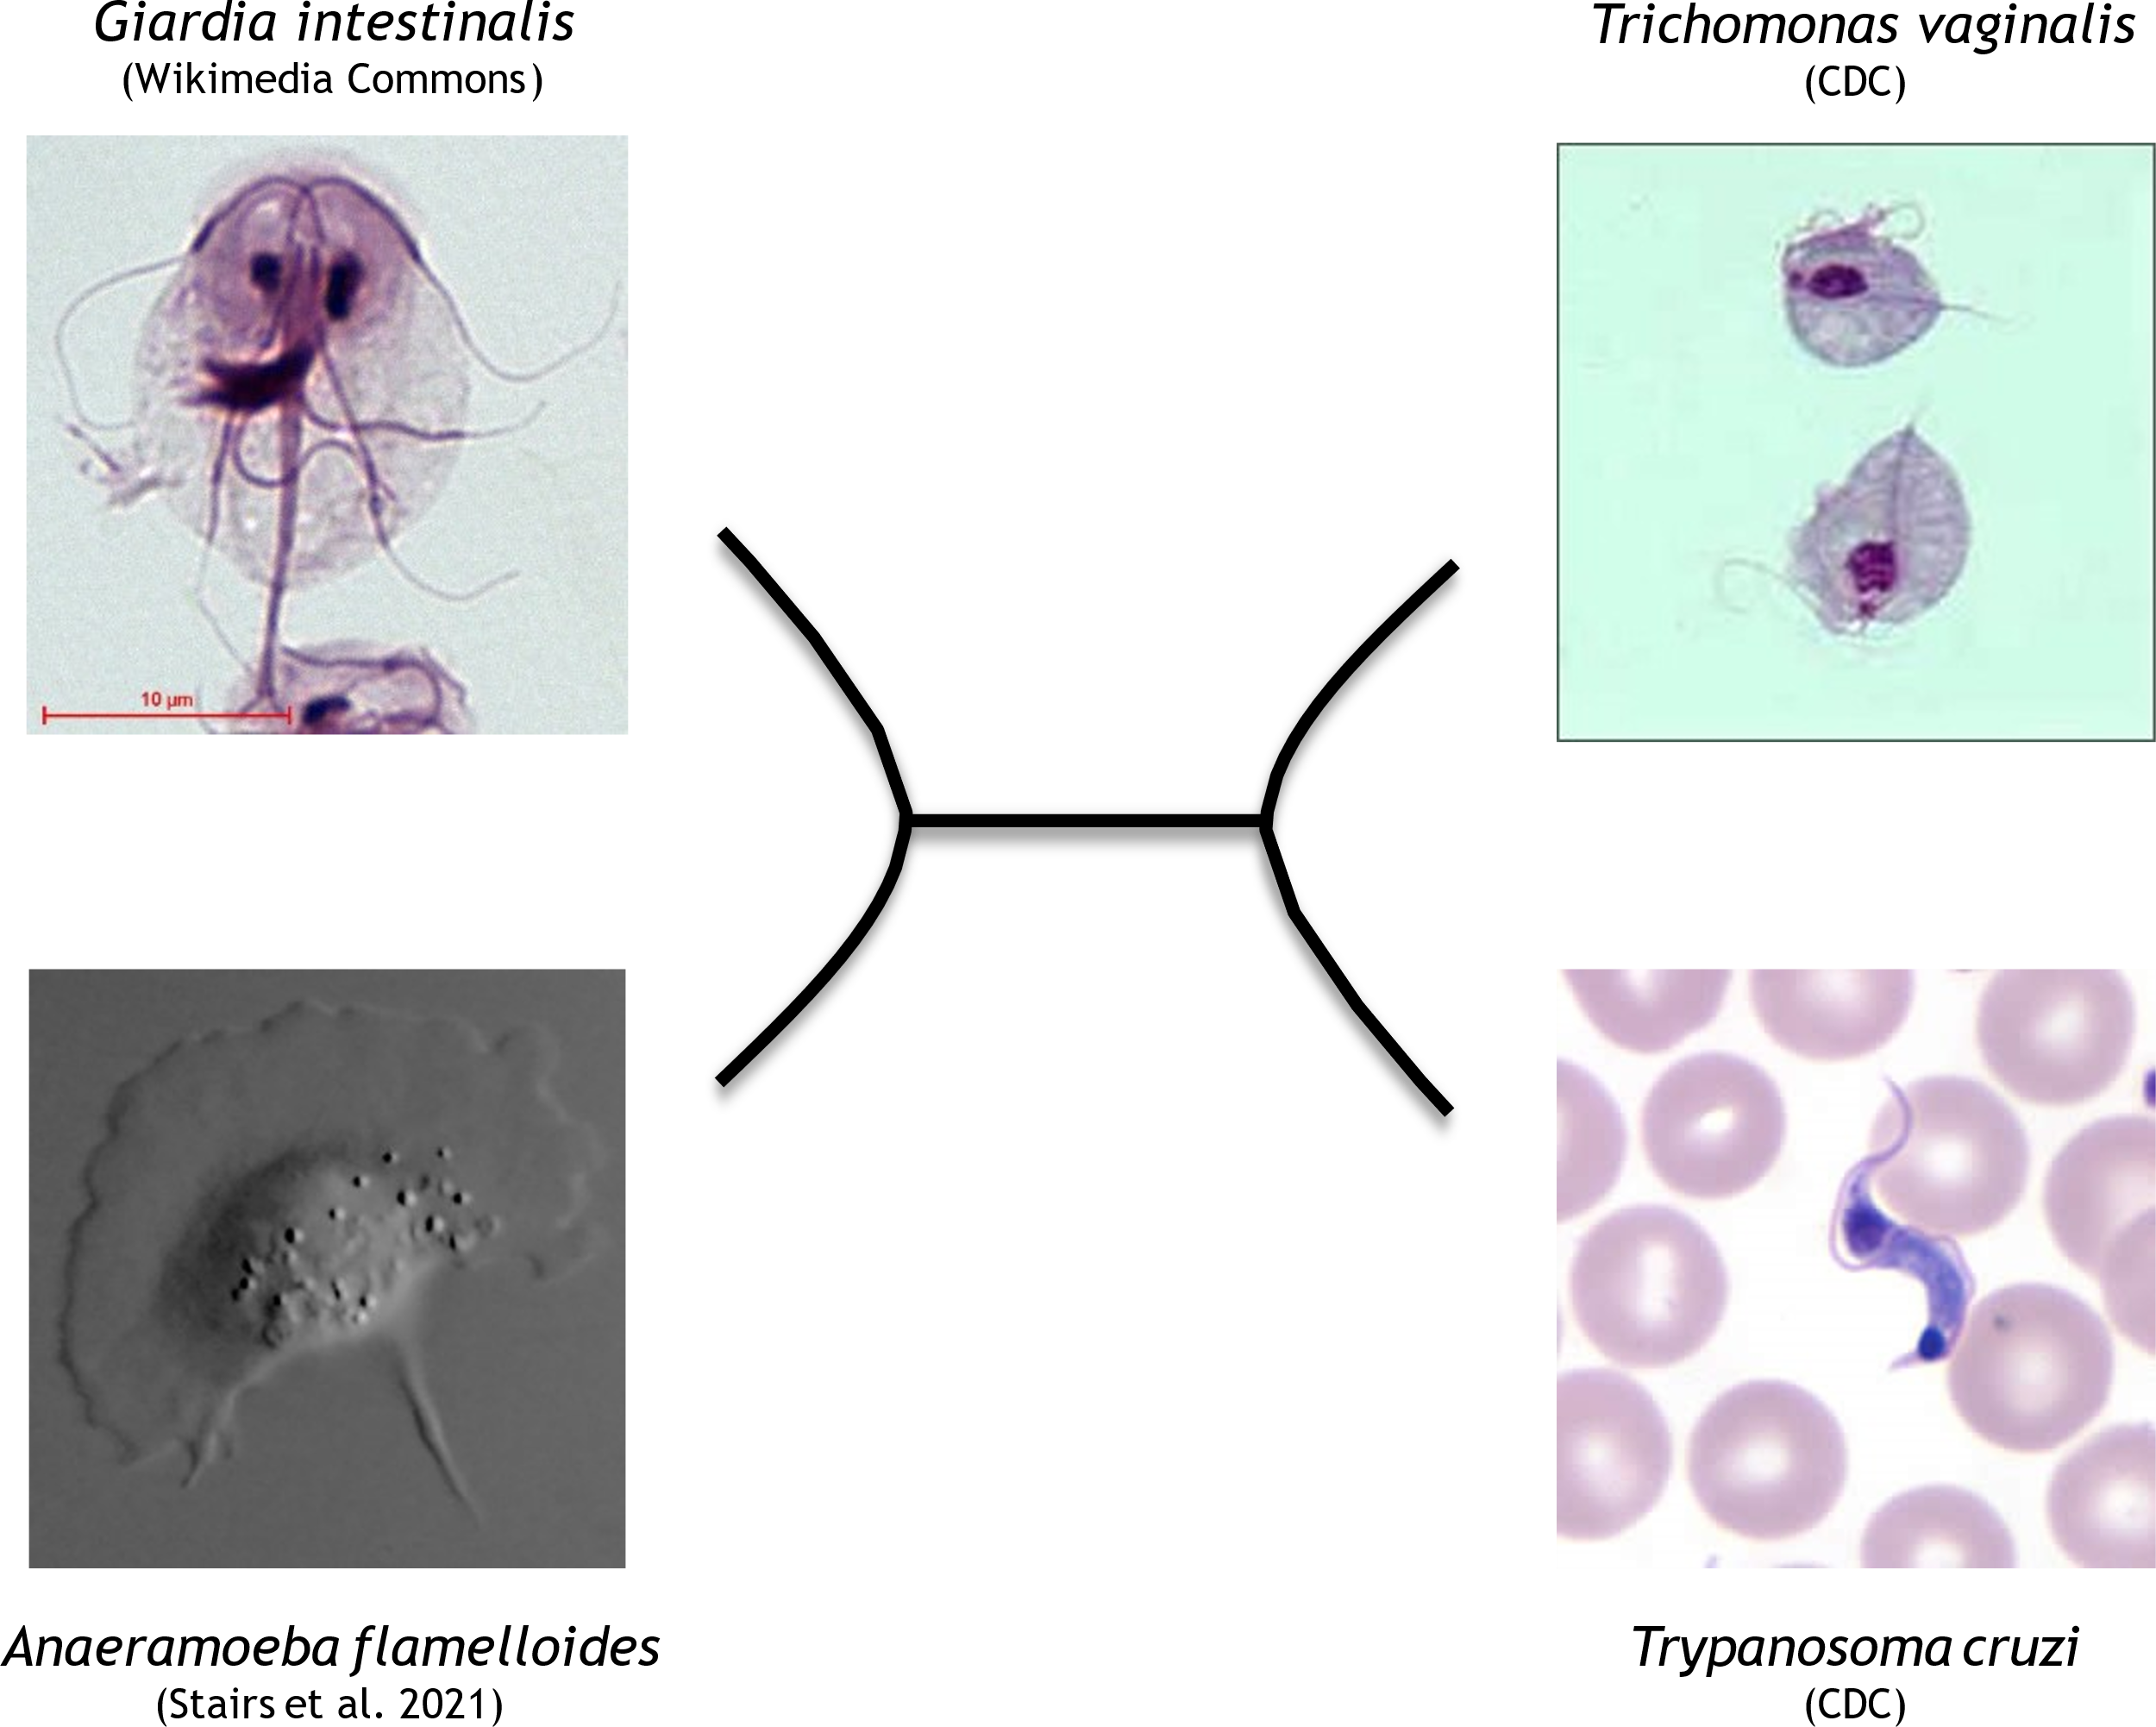 Giardia intestinalis
(Wikimedia Commons)
Trichomonas vaginalis
(CDC)
10 µm
Anaeramoeba flamelloides
(Stairs et al. 2021)
Trypanosoma cruzi
(CDC)